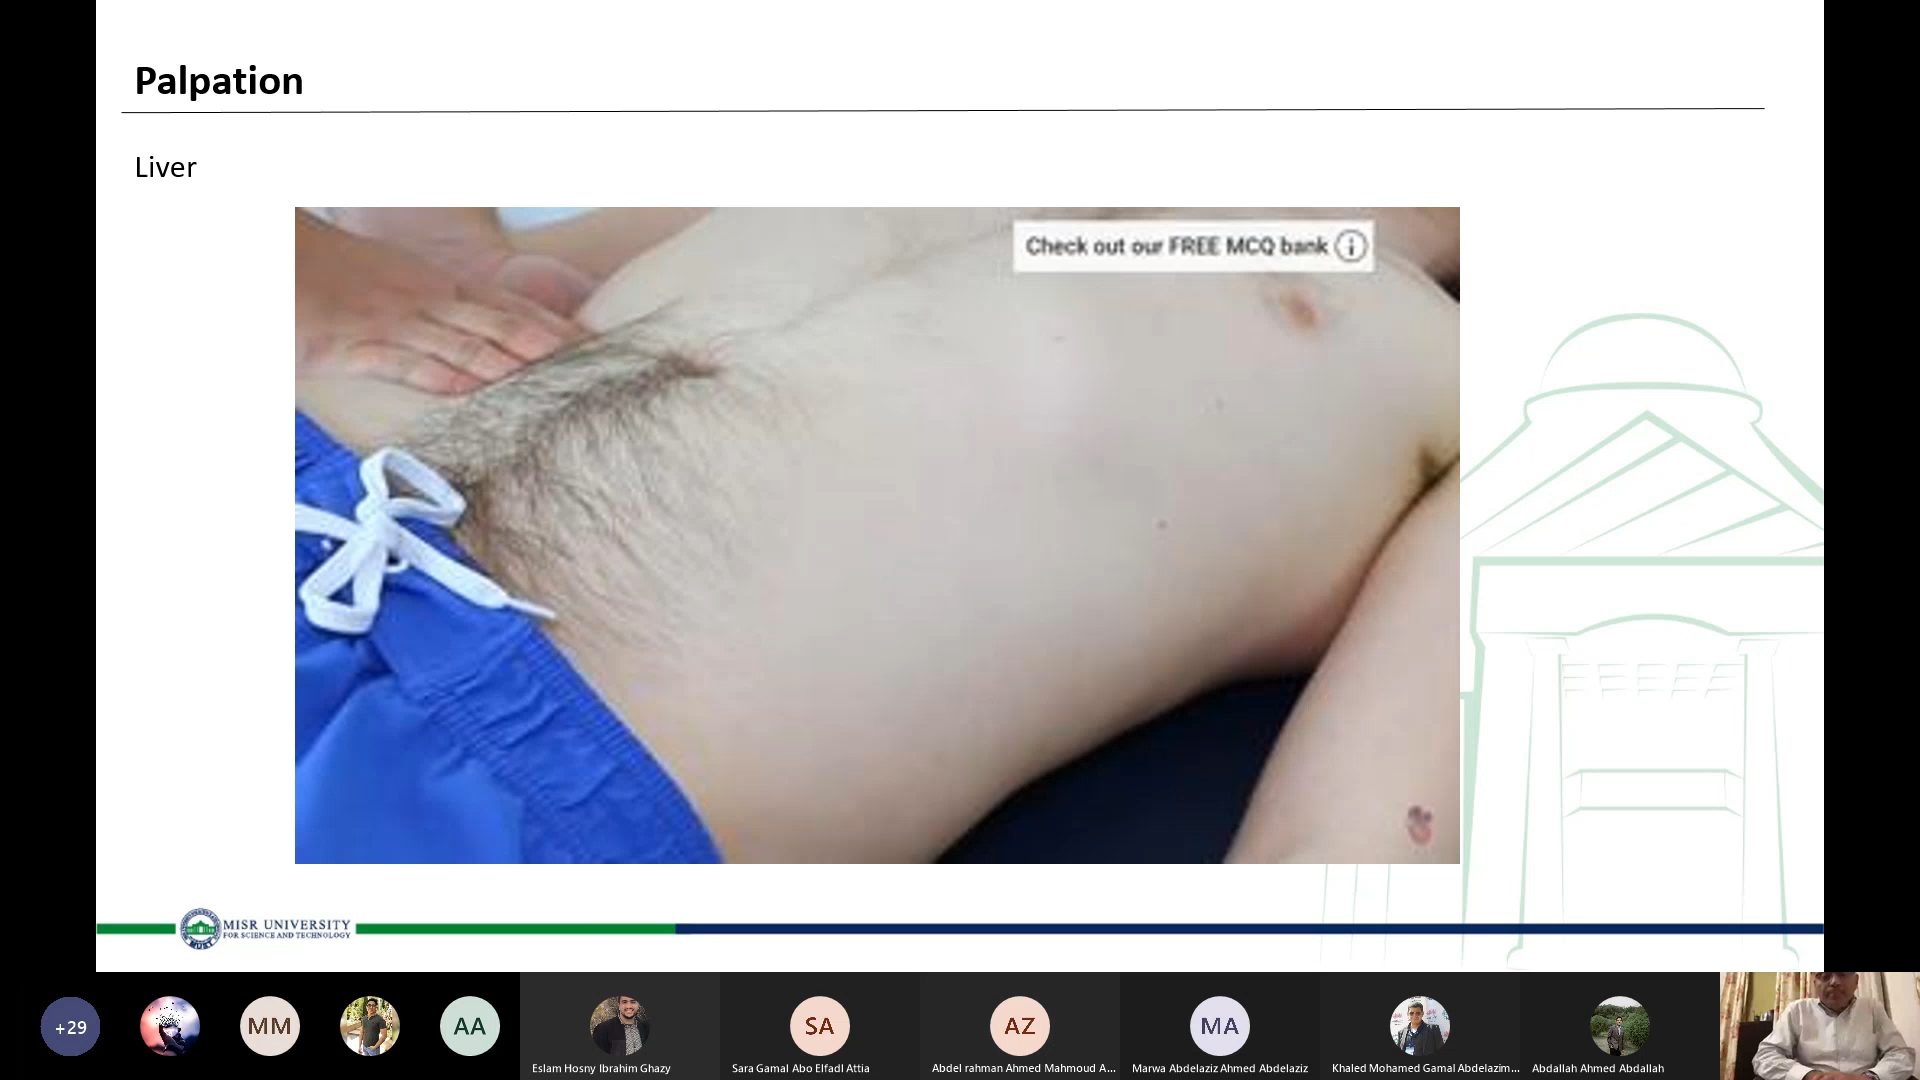 Palpation
Liver
Check out our FREE MCQ bank
MISR UNIVERSITY
FOR SCIENCE AND TECHNOLOGY
+29
MM
AA
SA
AZ
MA
Eslam Hosny Ibrahim Ghazy
Sara Gamal Abo Elfadl Attia
Abdel rahman Ahmed Mahmoud A...
Marwa Abdelaziz Ahmed Abdelaziz
Khaled Mohamed Gamal Abdelazim...
Abdallah Ahmed Abdallah